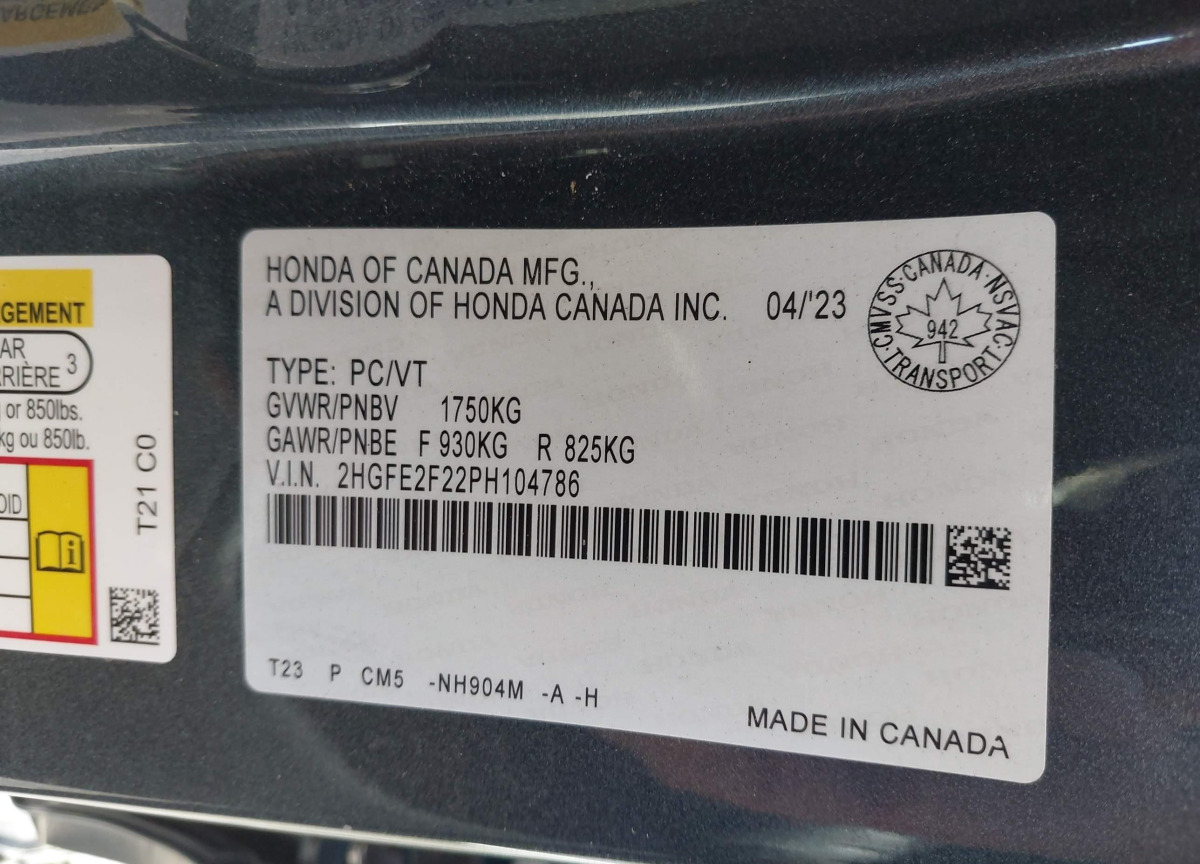 HONDA OF CANADA MFG.,
A DIVISION OF HONDA CANADA INC. 04/'23
CMVSS·CANADA·NSVAC·TRANSPORT·
942
TYPE: PC/VT
GVWR/PNBV 1750KG
GAWR/PNBE F 930KG R 825KG
V.I.N. 2HGFE2F22PH104786
T23 P CM5 -NH904M -A -H
MADE IN CANADA
GEMENT
AR
RIÈRE 3
or 850lbs.
kg ou 850lb.
OID
T21 C0